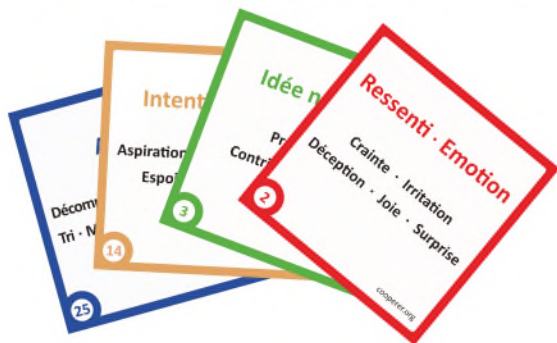 Décom
Tri · M
25
Intent
Aspiration
Espoi
14
Idée n
Pr
Contri
3
Ressenti · Emotion
Crainte · Irritation
Déception · Joie · Surprise
2
cooperer.org